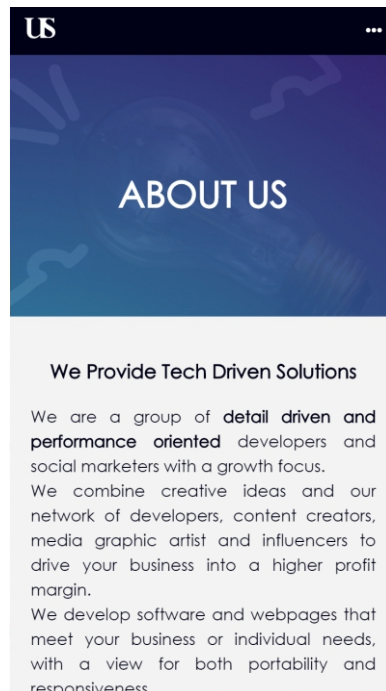 US
ABOUT US
We Provide Tech Driven Solutions
We are a group of detail driven and
performance oriented developers and
social marketers with a growth focus.
We combine creative ideas and our
network of developers, content creators,
media graphic artist and influencers to
drive your business into a higher profit
margin.
We develop software and webpages that
meet your business or individual needs,
with a view for both portability and
responsiveness